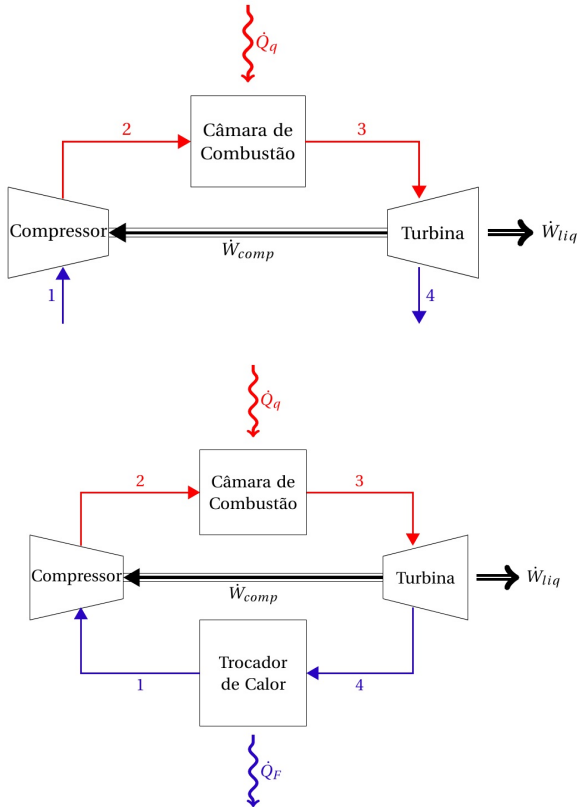 Q̇q
2
Câmara de
Combustão
3
Compressor
Turbina
Ẇliq
Ẇcomp
1
4
Q̇q
2
Câmara de
Combustão
3
Compressor
Turbina
Ẇliq
Ẇcomp
Trocador
de Calor
1
4
Q̇F